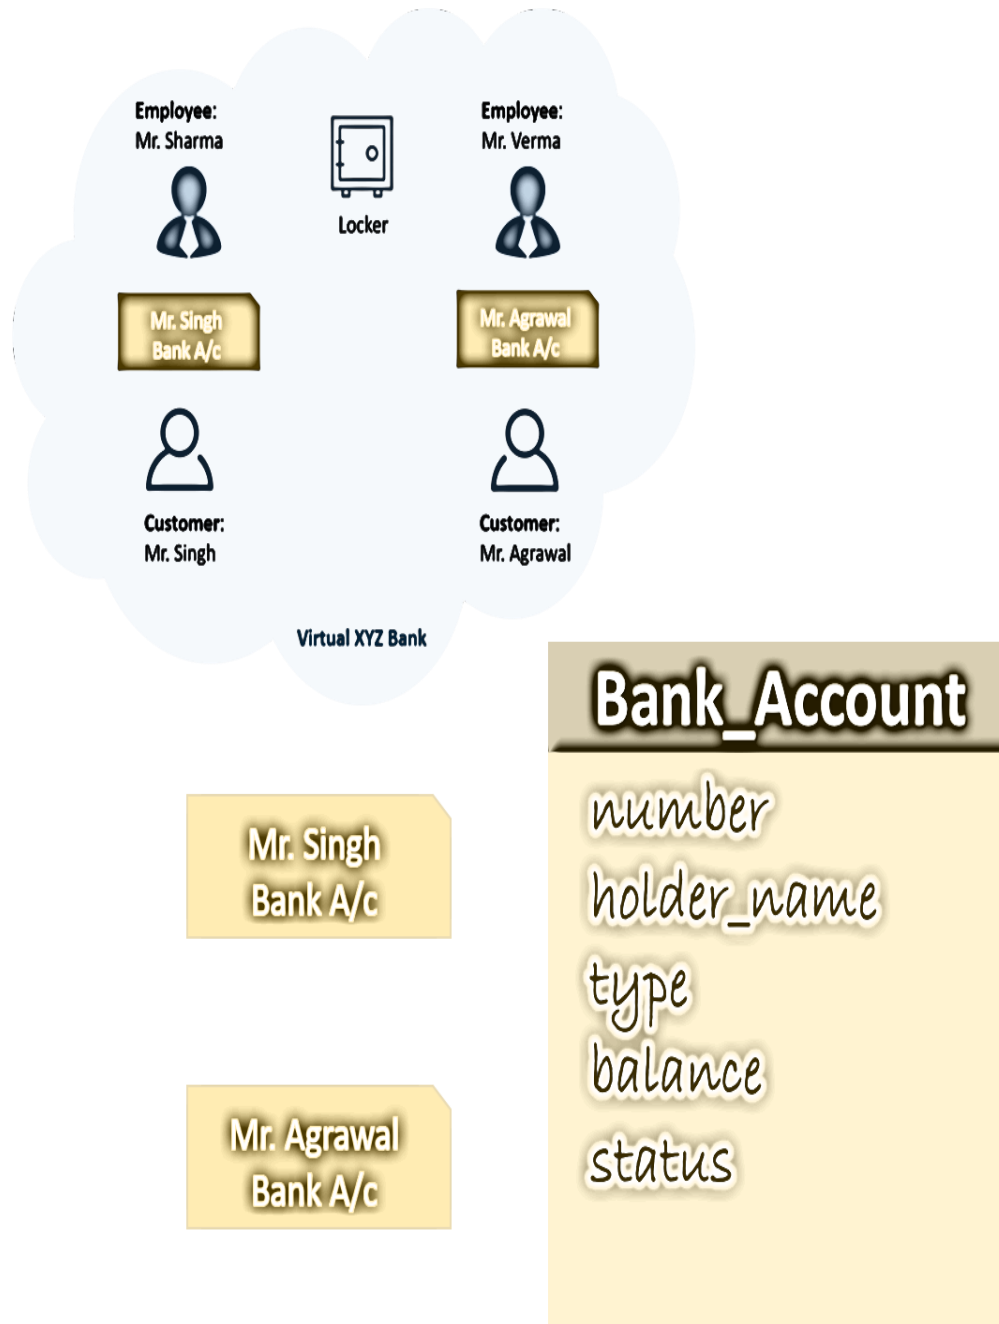 Employee:
Mr. Sharma
Employee:
Mr. Verma
Locker
Mr. Singh
Bank A/c
Mr. Agrawal
Bank A/c
Customer:
Mr. Singh
Customer:
Mr. Agrawal
Virtual XYZ Bank
Bank_Account
number
holder_name
type
balance
status
Mr. Singh
Bank A/c
Mr. Agrawal
Bank A/c